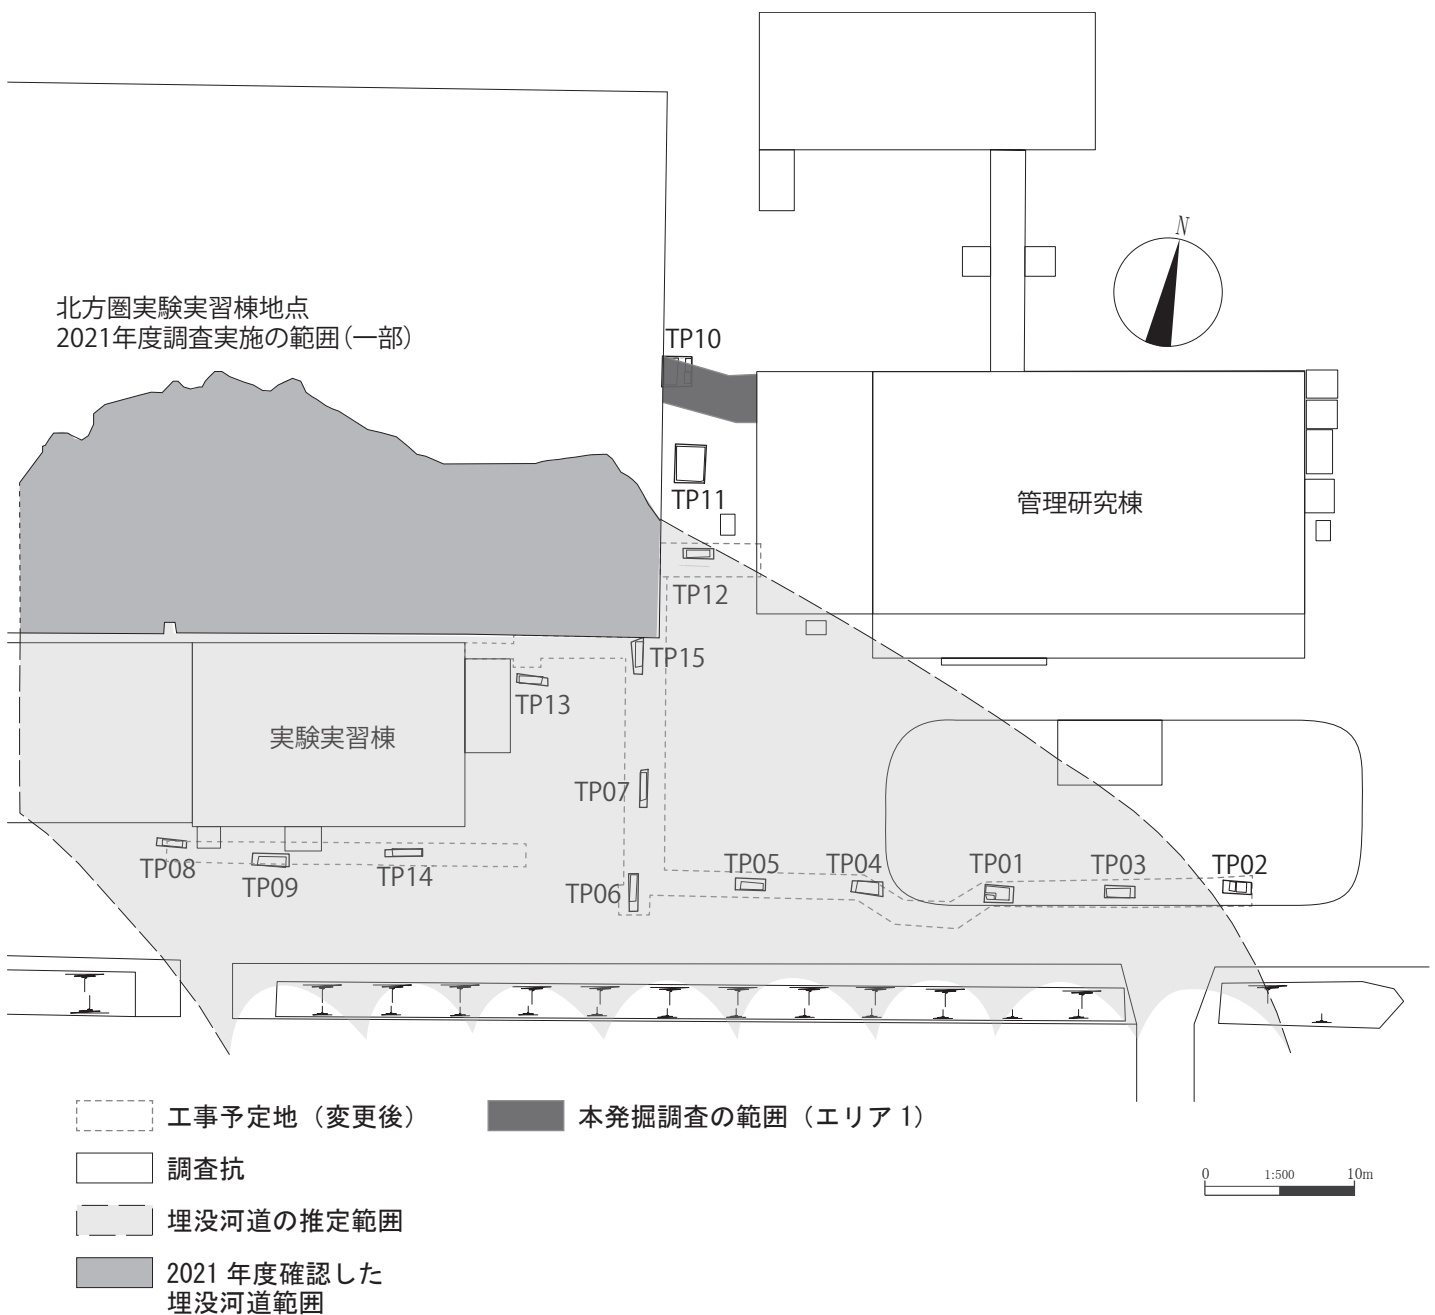 N
北方圏実験実習棟地点
2021年度調査実施の範囲(一部)
TP10
管理研究棟
TP11
TP12
TP15
TP13
実験実習棟
TP07
TP08
TP09
TP14
TP06
TP05
TP04
TP01
TP03
TP02
工事予定地（変更後）
本発掘調査の範囲（エリア 1）
調査抗
埋没河道の推定範囲
2021 年度確認した
埋没河道範囲
0 1:500 10m